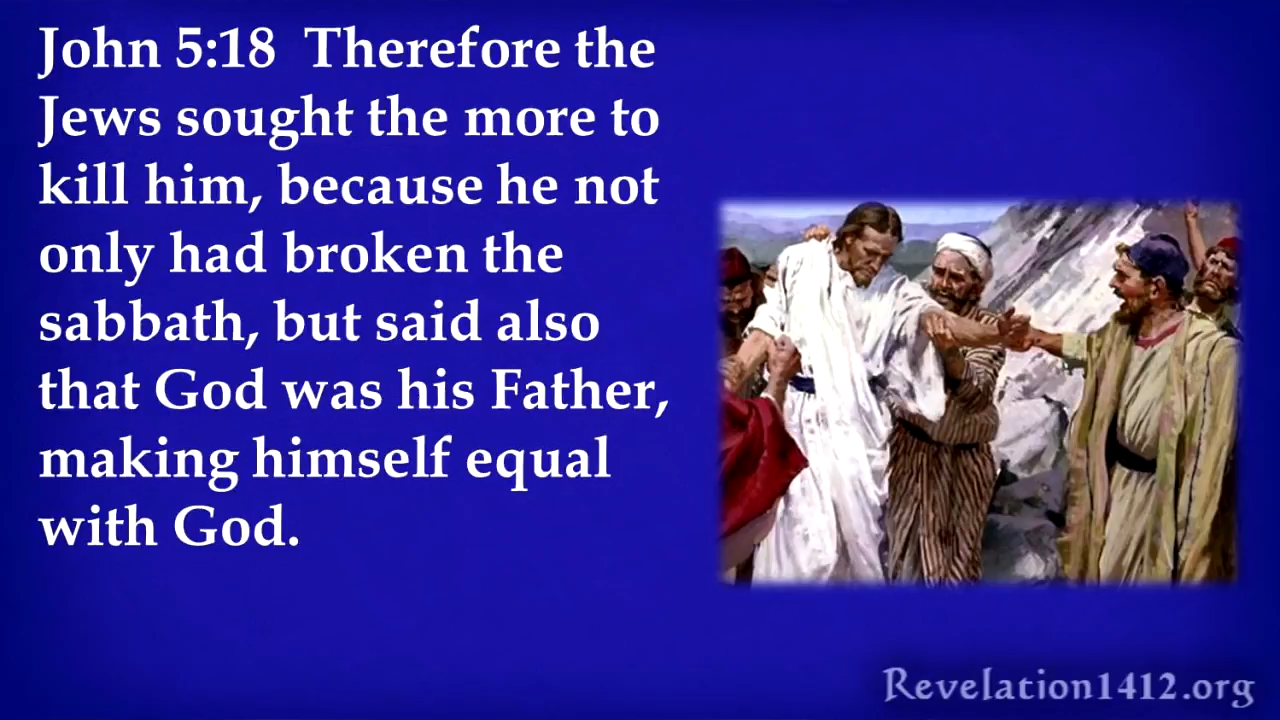 John 5:18  Therefore the
Jews sought the more to
kill him, because he not
only had broken the
sabbath, but said also
that God was his Father,
making himself equal
with God.
Revelation1412.org